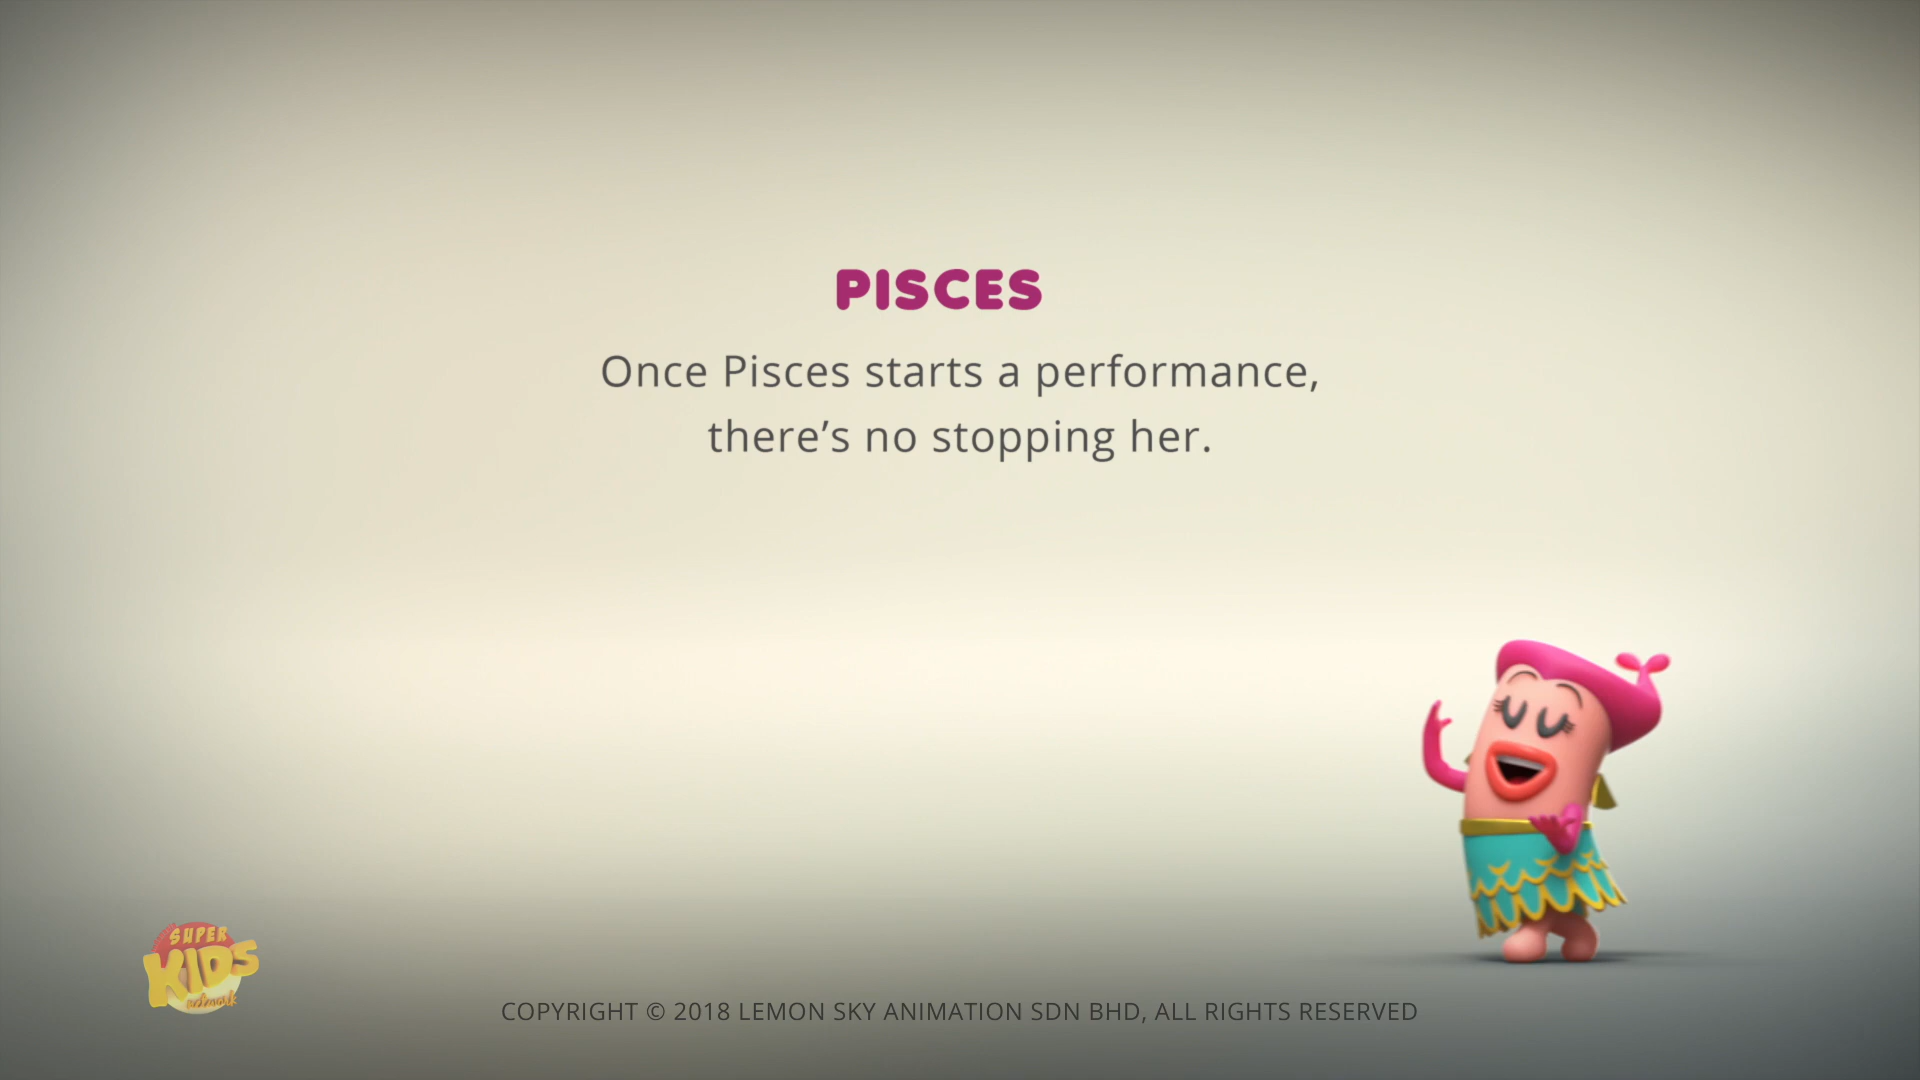 PISCES
Once Pisces starts a performance,
there’s no stopping her.
SUPER
KIDS
network
COPYRIGHT © 2018 LEMON SKY ANIMATION SDN BHD, ALL RIGHTS RESERVED